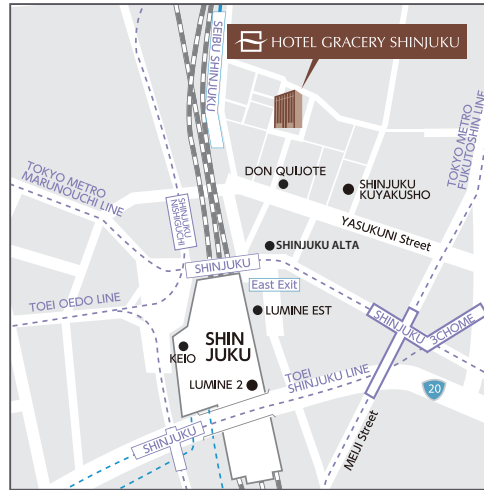 HOTEL GRACERY SHINJUKU
SEIBU SHINJUKU
TOKYO METRO
FUKUTOSHIN LINE
TOKYO METRO
MARUNOUCHI LINE
DON QUIJOTE
SHINJUKU
KUYAKUSHO
SHINJUKU
NISHIGUCHI
YASUKUNI Street
SHINJUKU ALTA
SHINJUKU
East Exit
TOEI OEDO LINE
LUMINE EST
SHINJUKU
3CHOME
SHIN
JUKU
KEIO
TOEI
SHINJUKU LINE
LUMINE 2
20
SHINJUKU
MEIJI Street